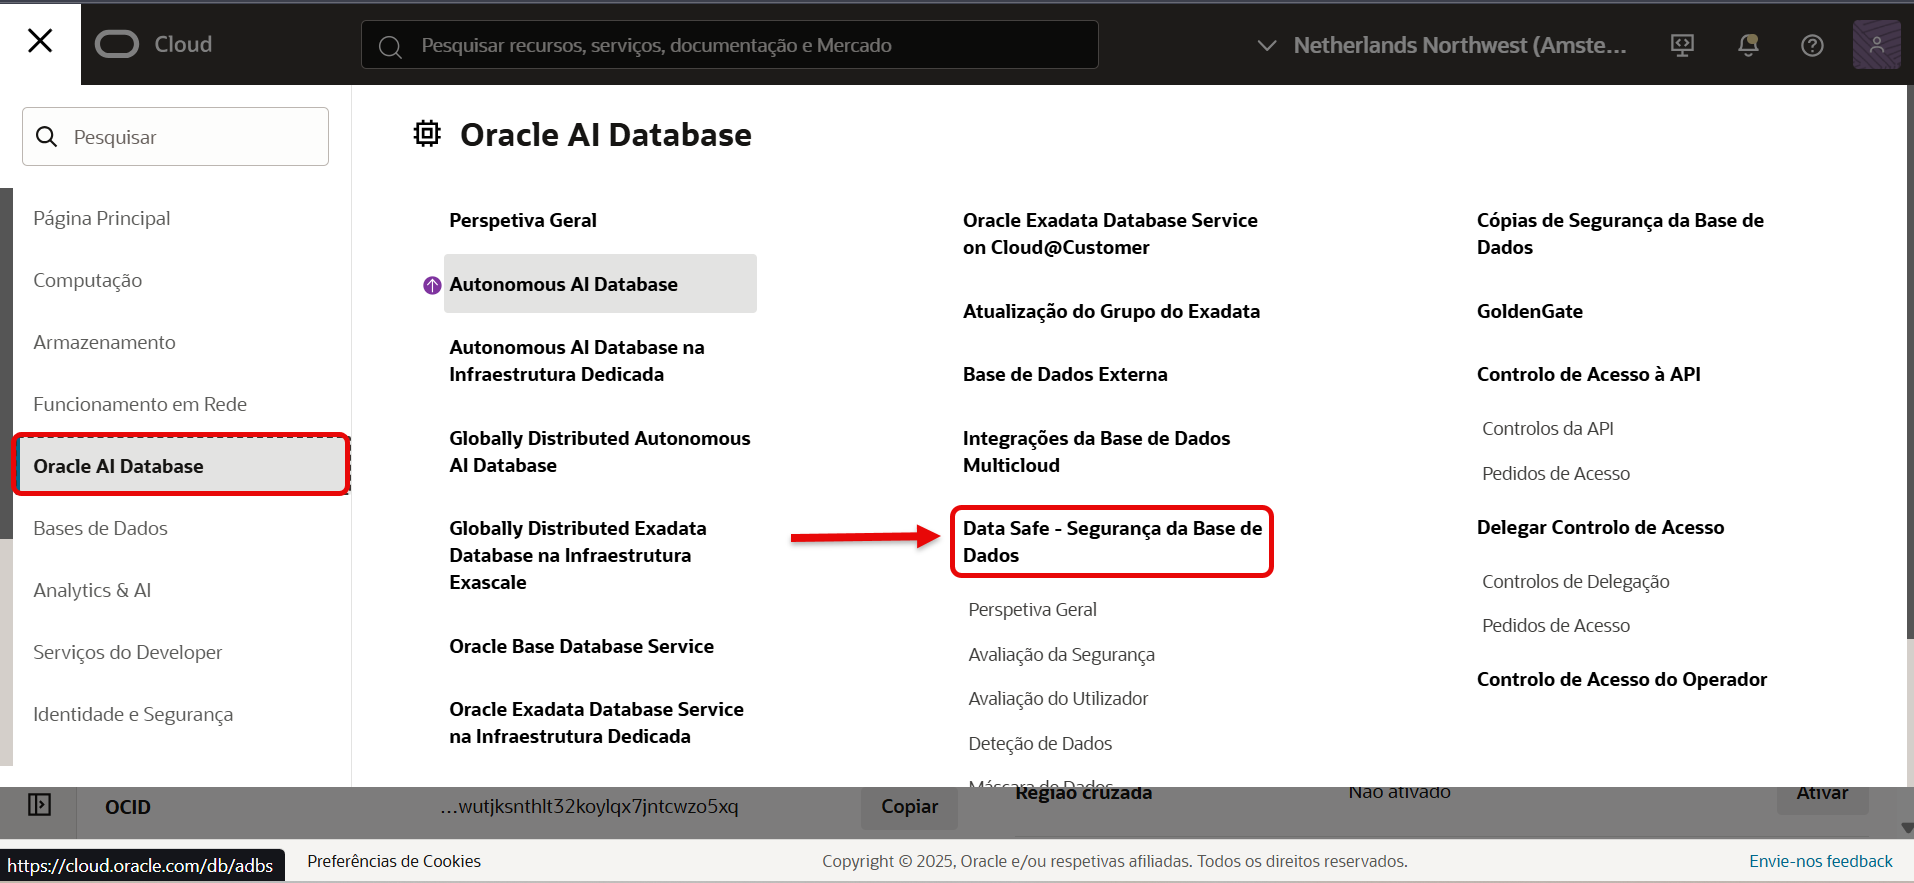 Cloud
Pesquisar recursos, serviços, documentação e Mercado
Netherlands Northwest (Amste...
Pesquisar
Página Principal
Computação
Armazenamento
Funcionamento em Rede
Oracle AI Database
Bases de Dados
Analytics & AI
Serviços do Developer
Identidade e Segurança
Oracle AI Database
Perspetiva Geral
Autonomous AI Database
Autonomous AI Database na
Infraestrutura Dedicada
Globally Distributed Autonomous
AI Database
Globally Distributed Exadata
Database na Infraestrutura
Exascale
Oracle Base Database Service
Oracle Exadata Database Service
na Infraestrutura Dedicada
Oracle Exadata Database Service
on Cloud@Customer
Atualização do Grupo do Exadata
Base de Dados Externa
Integrações da Base de Dados
Multicloud
Data Safe - Segurança da Base de
Dados
Perspetiva Geral
Avaliação da Segurança
Avaliação do Utilizador
Deteção de Dados
Máscara de Dados
Cópias de Segurança da Base de
Dados
GoldenGate
Controlo de Acesso à API
Controlos da API
Pedidos de Acesso
Delegar Controlo de Acesso
Controlos de Delegação
Pedidos de Acesso
Controlo de Acesso do Operador
OCID
...wutjksnthlt32koylqx7jntcwzo5xq
Copiar
Região cruzada
Não ativado
Ativar
https://cloud.oracle.com/db/adbs
Preferências de Cookies
Copyright © 2025, Oracle e/ou respetivas afiliadas. Todos os direitos reservados.
Envie-nos feedback